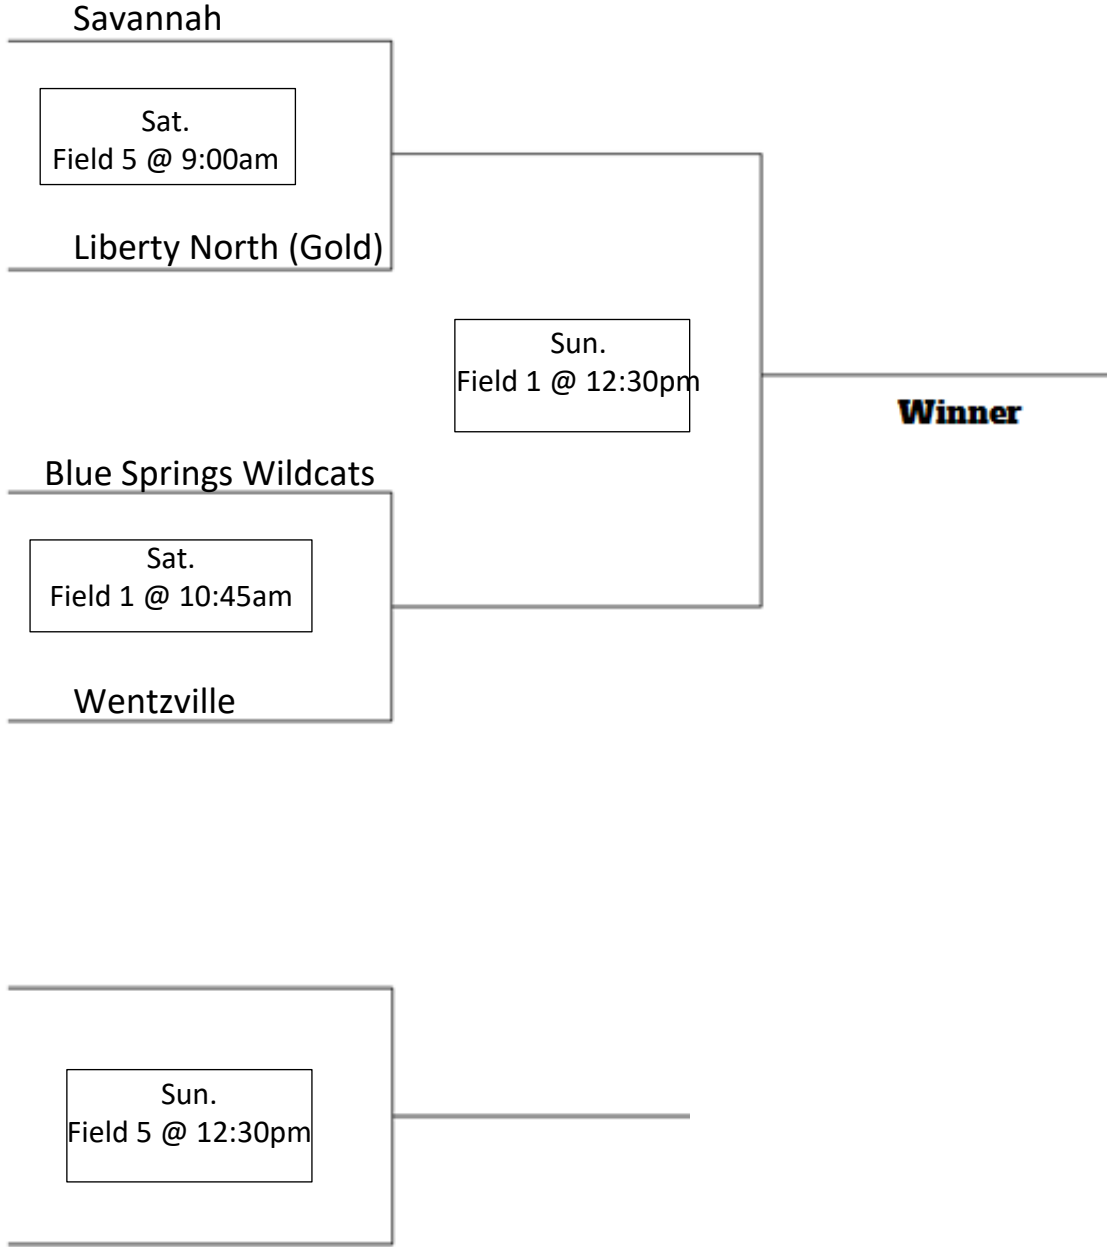 Savannah
Sat.
Field 5 @ 9:00am
Liberty North (Gold)
Sun.
Field 1 @ 12:30pm
Winner
Blue Springs Wildcats
Sat.
Field 1 @ 10:45am
Wentzville
Sun.
Field 5 @ 12:30pm